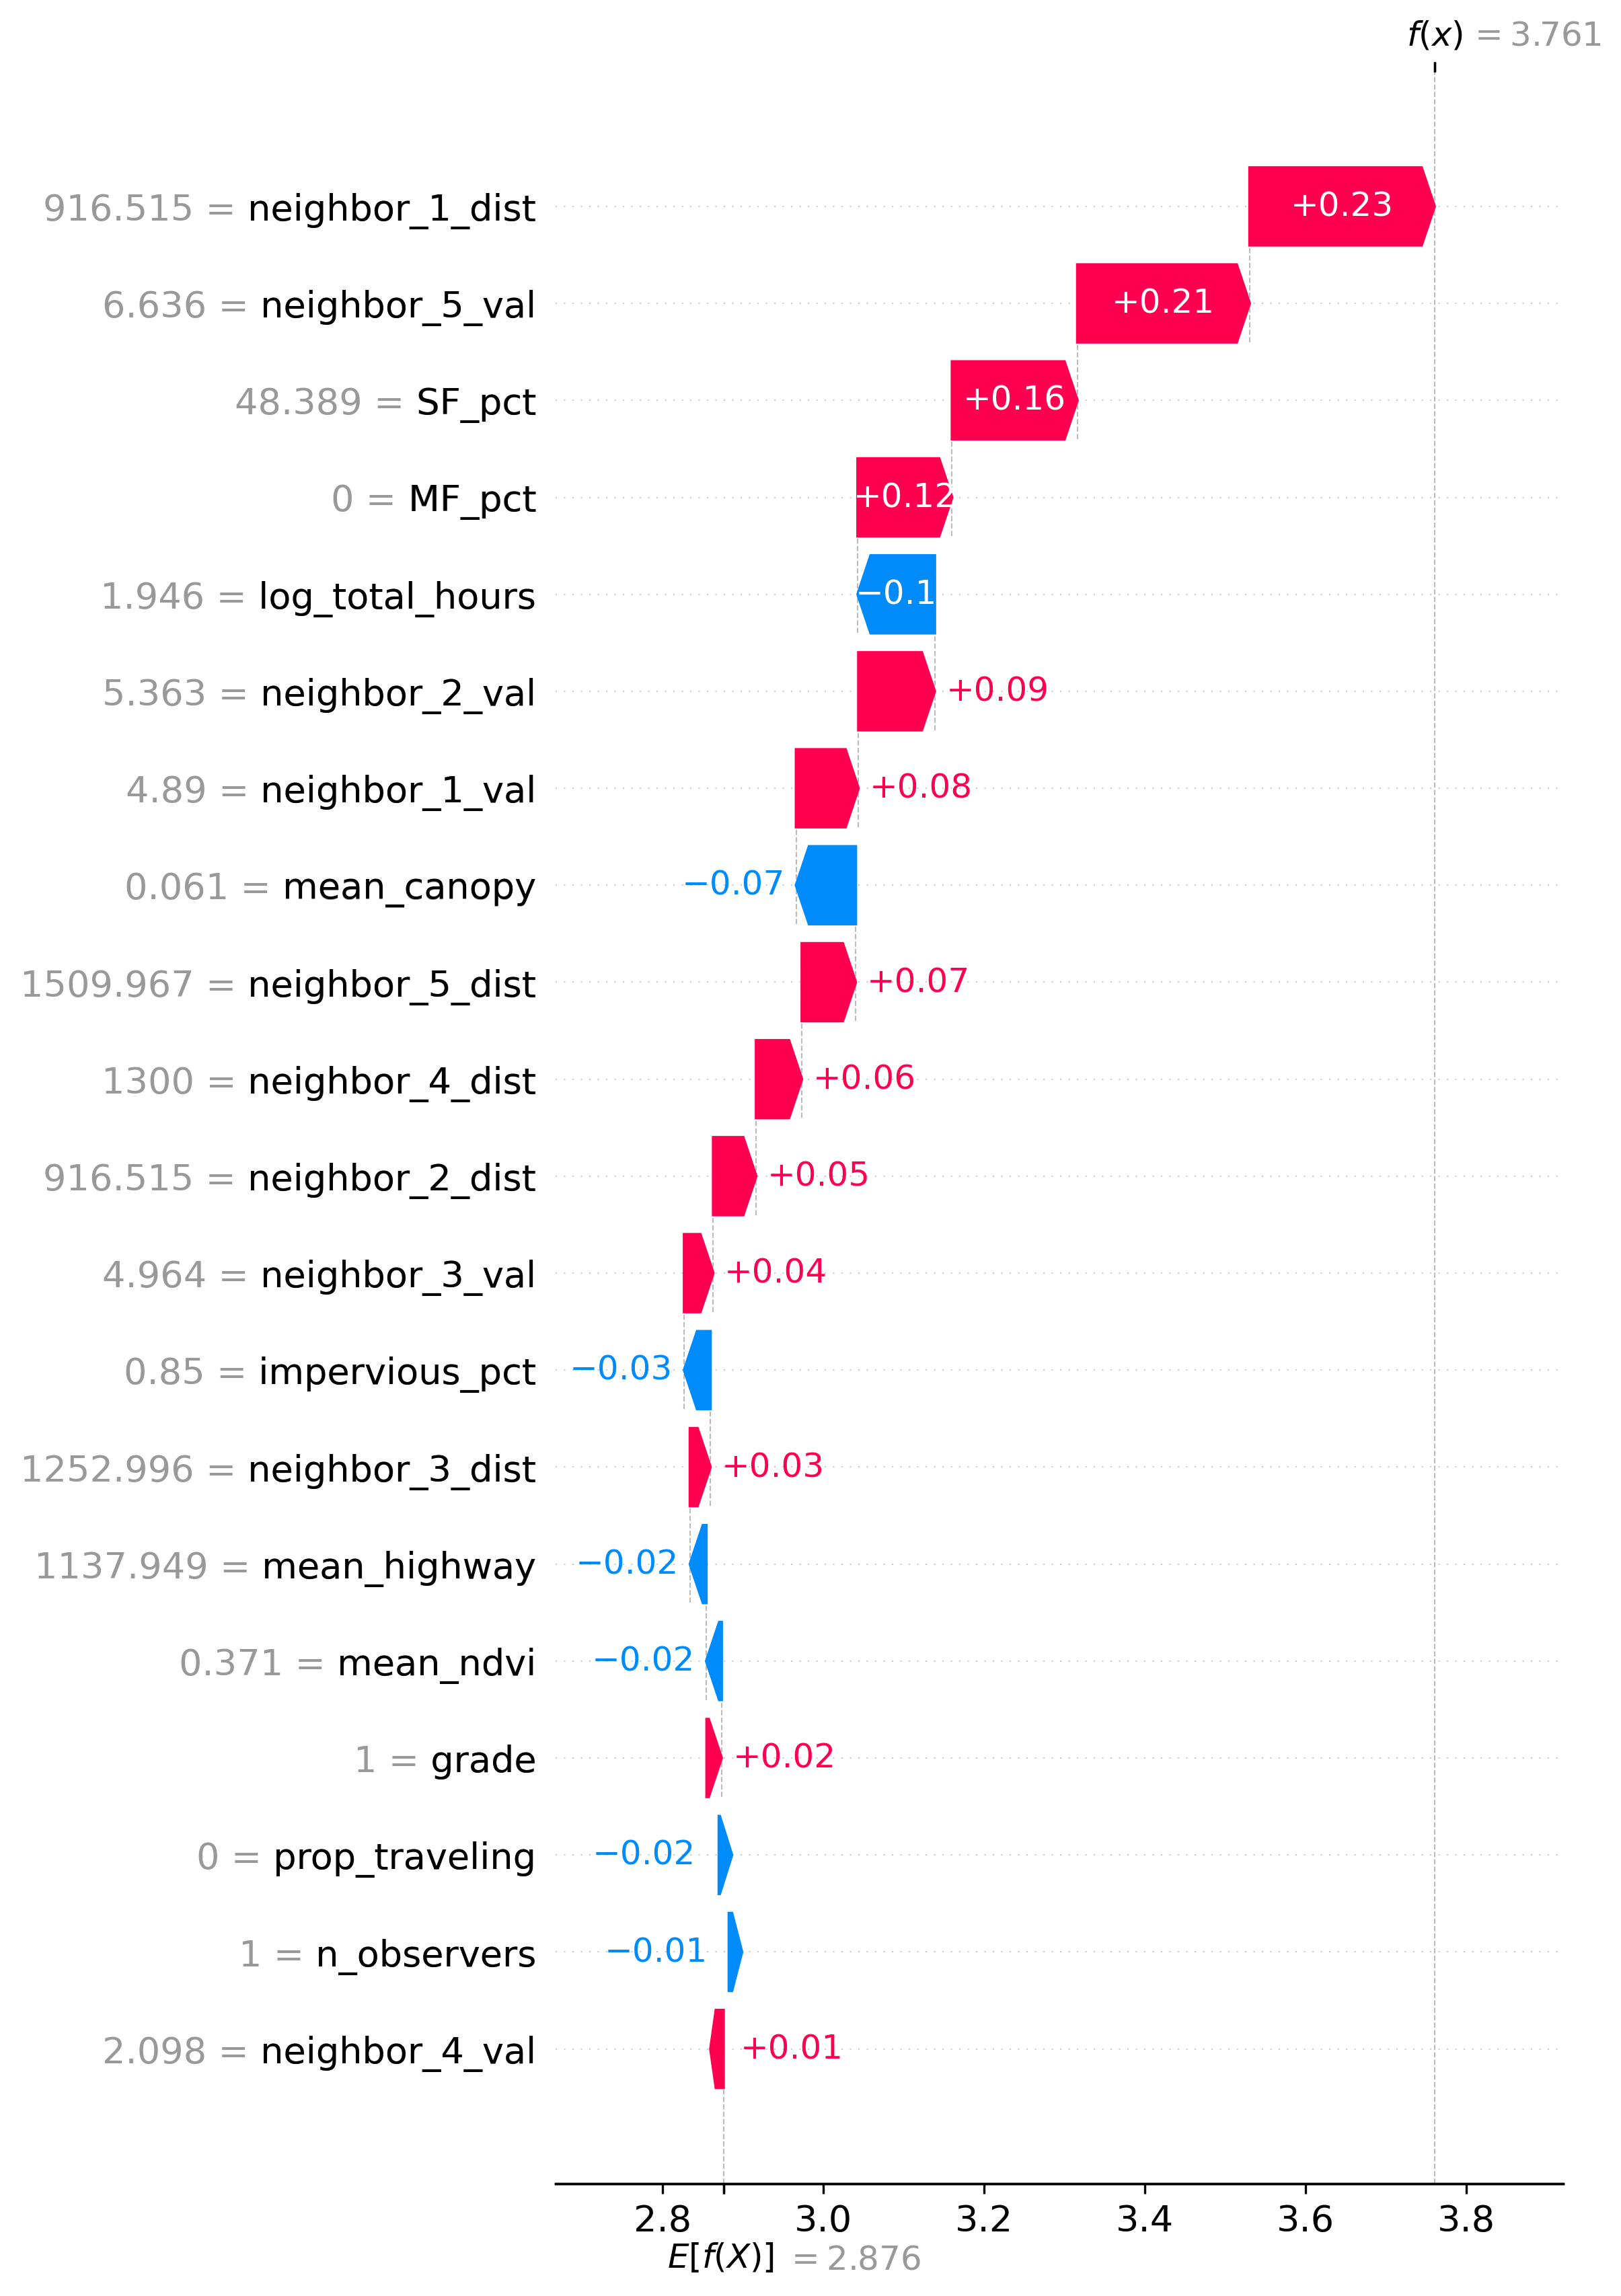 f(x) = 3.761
916.515 = neighbor_1_dist +0.23
6.636 = neighbor_5_val +0.21
48.389 = SF_pct +0.16
0 = MF_pct +0.12
1.946 = log_total_hours −0.1
5.363 = neighbor_2_val +0.09
4.89 = neighbor_1_val +0.08
0.061 = mean_canopy −0.07
1509.967 = neighbor_5_dist +0.07
1300 = neighbor_4_dist +0.06
916.515 = neighbor_2_dist +0.05
4.964 = neighbor_3_val +0.04
0.85 = impervious_pct −0.03
1252.996 = neighbor_3_dist +0.03
1137.949 = mean_highway −0.02
0.371 = mean_ndvi −0.02
1 = grade +0.02
0 = prop_traveling −0.02
1 = n_observers −0.01
2.098 = neighbor_4_val +0.01
2.8 3.0 3.2 3.4 3.6 3.8
E[f(X)] = 2.876